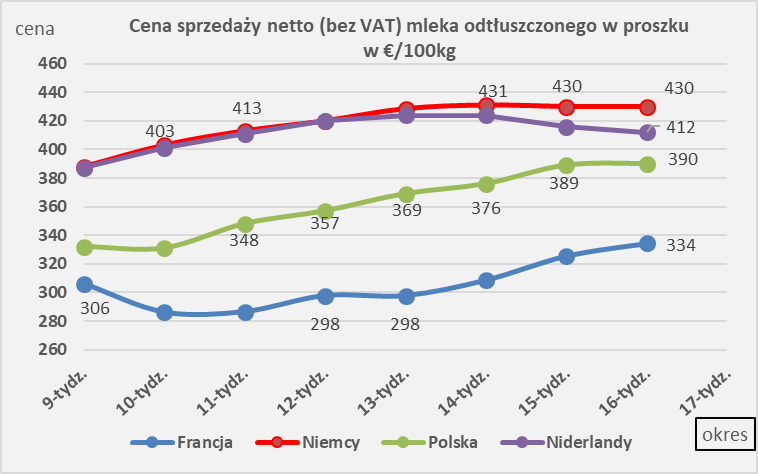 cena
Cena sprzedaży netto (bez VAT) mleka odtłuszczonego w proszku
w €/100kg
460
440
420
400
380
360
340
320
300
280
260
403
413
431
430
430
412
390
389
376
369
357
348
334
306
298
298
9-tydz.
10-tydz.
11-tydz.
12-tydz.
13-tydz.
14-tydz.
15-tydz.
16-tydz.
17-tydz.
okres
Francja Niemcy Polska Niderlandy